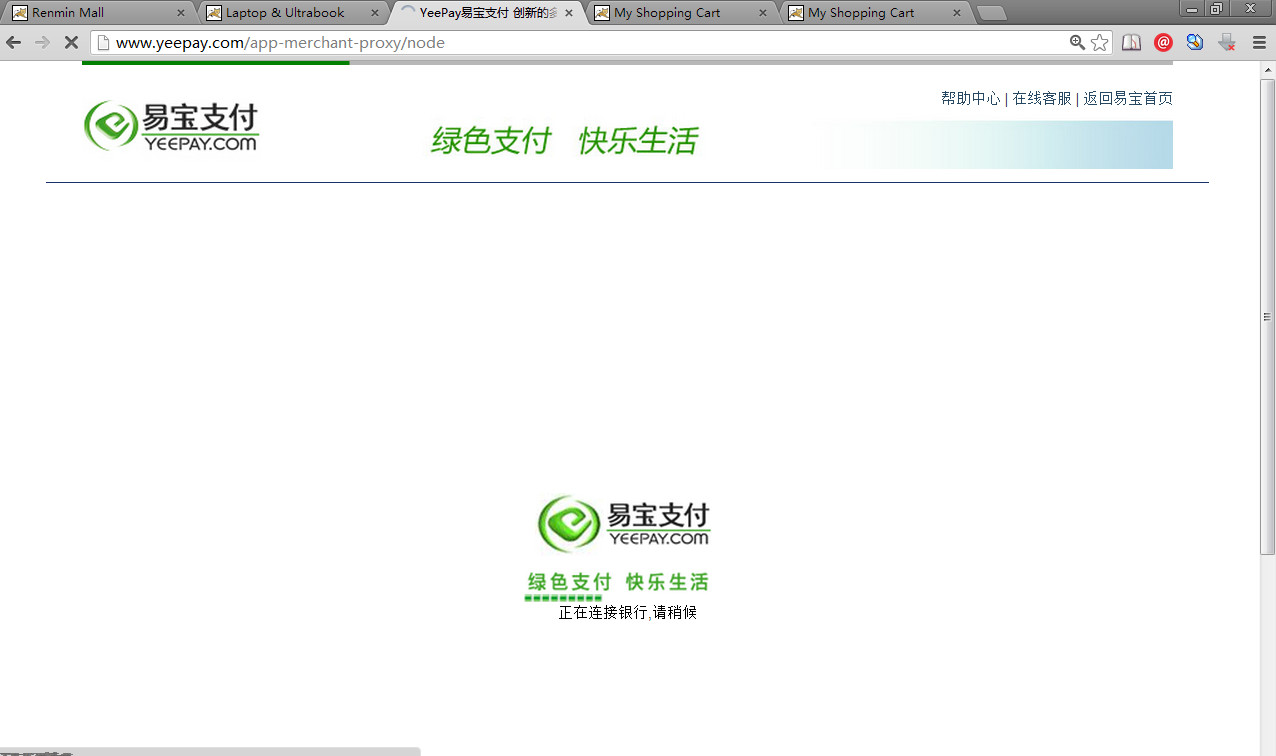 Renmin Mall
Laptop & Ultrabook
YeePay易宝支付 创新的
My Shopping Cart
My Shopping Cart
www.yeepay.com/app-merchant-proxy/node
帮助中心 | 在线客服 | 返回易宝首页
易宝支付
YEEPAY.COM
绿色支付 快乐生活
易宝支付
YEEPAY.COM
绿色支付 快乐生活
正在连接银行,请稍候